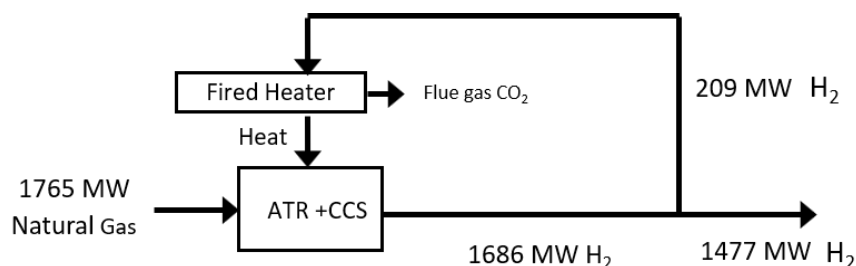 Fired Heater
Flue gas CO₂
209 MW H₂
Heat
1765 MW
Natural Gas
ATR +CCS
1686 MW H₂
1477 MW H₂